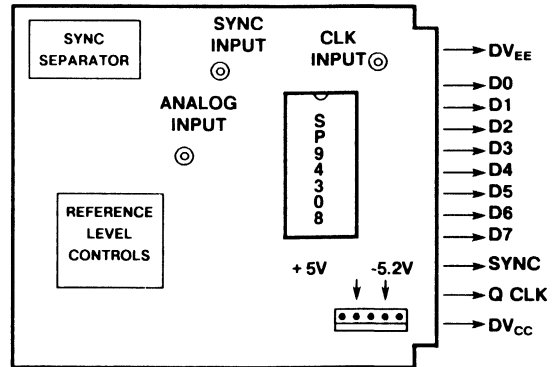 SYNC
SEPARATOR
SYNC
INPUT
CLK
INPUT
ANALOG
INPUT
SP94308
REFERENCE
LEVEL
CONTROLS
+ 5V
-5.2V
DVEE
D0
D1
D2
D3
D4
D5
D6
D7
SYNC
Q CLK
DVCC